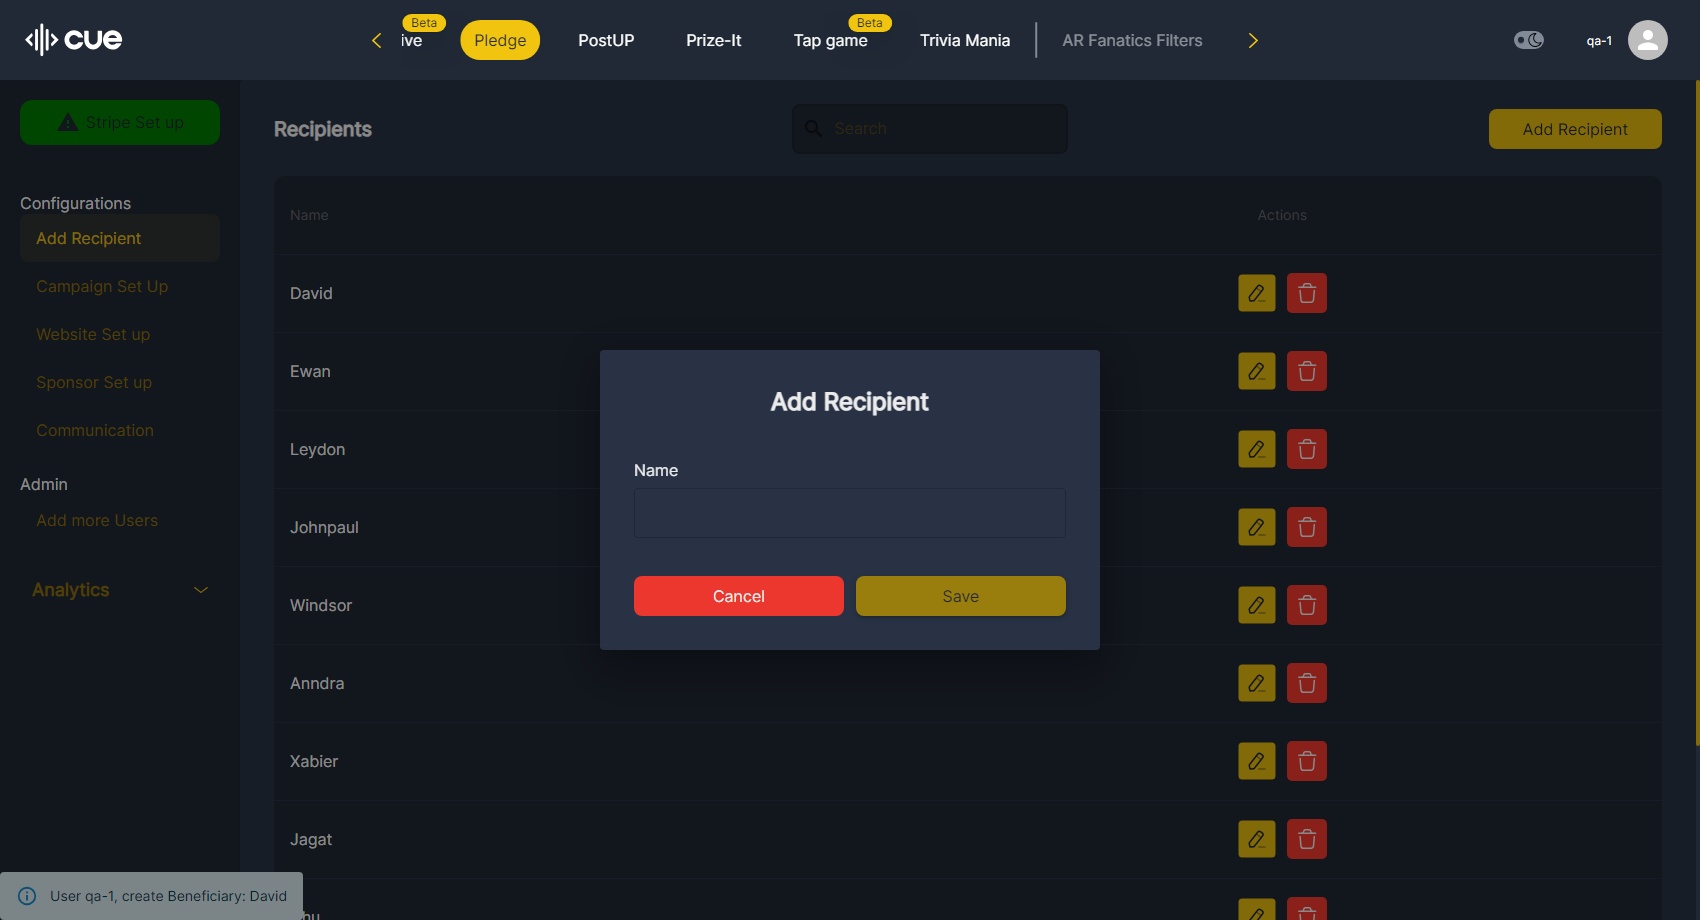 cue
ive
Beta
Pledge
PostUP
Prize-It
Tap game
Beta
Trivia Mania
AR Fanatics Filters
qa-1
Stripe Set up
Configurations
Add Recipient
Campaign Set Up
Website Set up
Sponsor Set up
Communication
Admin
Add more Users
Analytics
Recipients
Search
Add Recipient
Name
Actions
David
Ewan
Leydon
Johnpaul
Windsor
Anndra
Xabier
Jagat
Add Recipient
Name
Cancel
Save
User qa-1, create Beneficiary: David